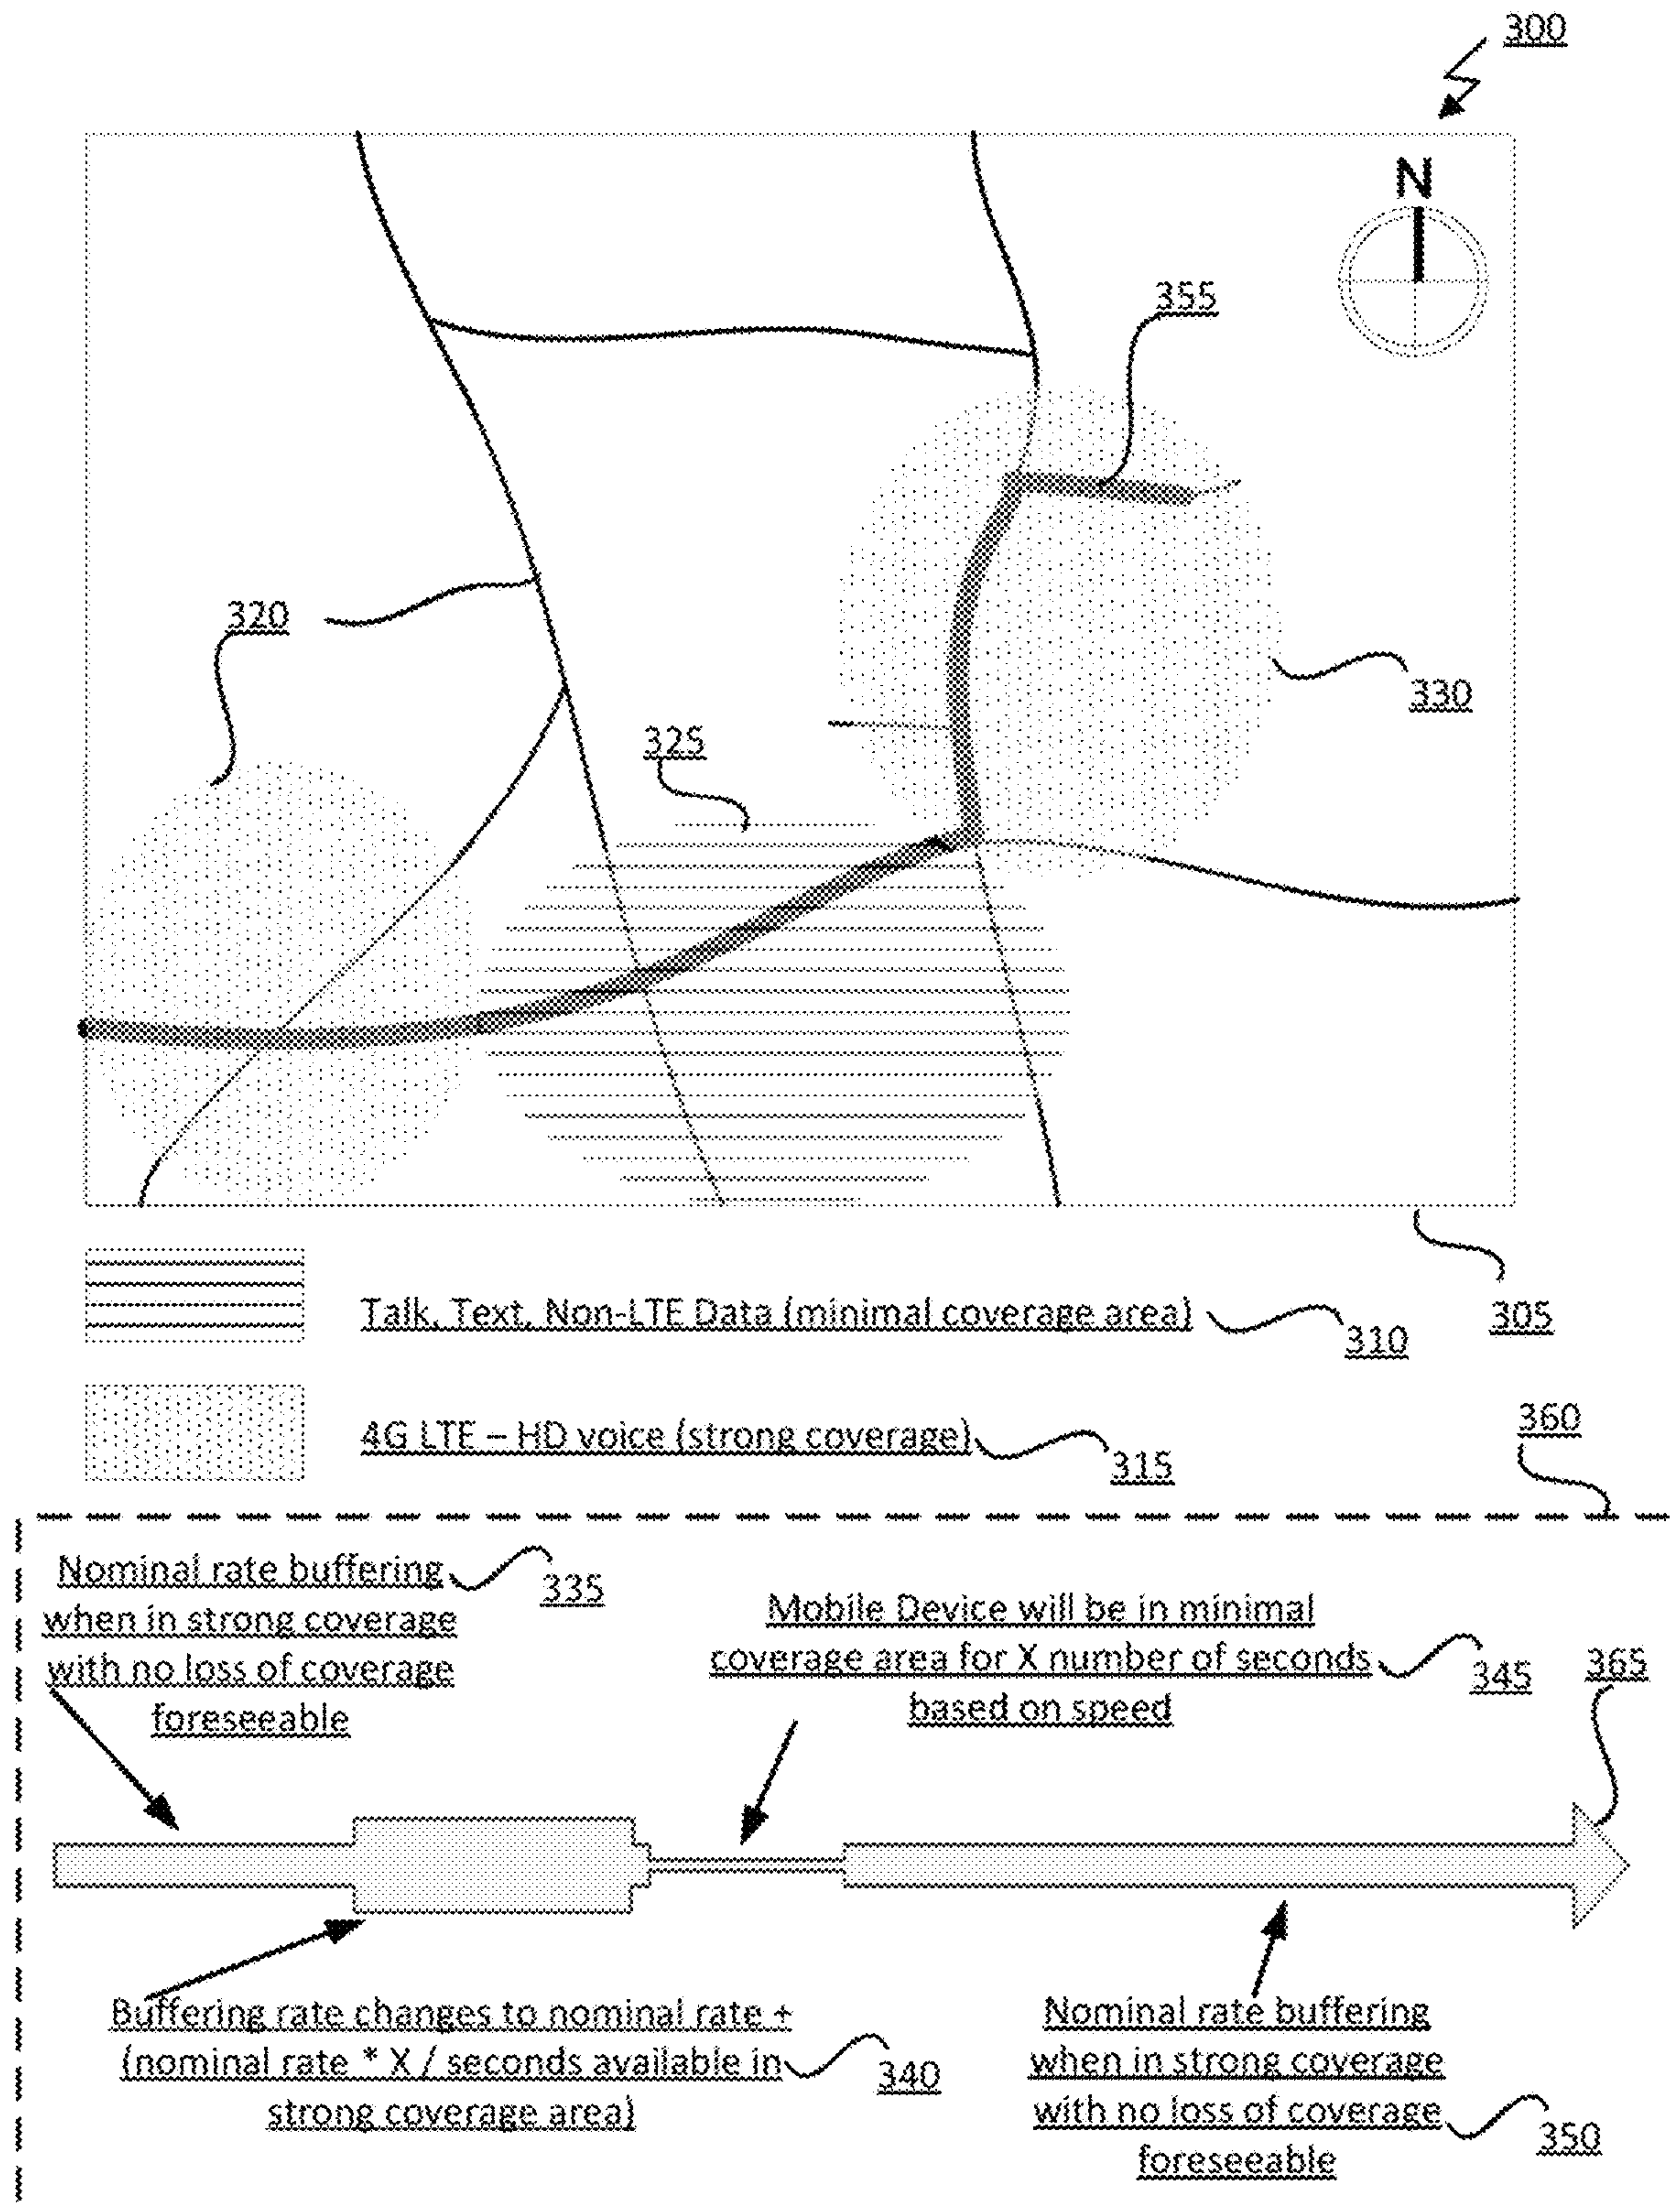 300
N
355
320
330
325
305
Talk, Text, Non-LTE Data (minimal coverage area)
310
4G LTE – HD voice (strong coverage)
315
360
Nominal rate buffering
when in strong coverage
with no loss of coverage
foreseeable
335
Mobile Device will be in minimal
coverage area for X number of seconds
based on speed
345
365
Buffering rate changes to nominal rate +
(nominal rate * X / seconds available in
strong coverage area)
340
Nominal rate buffering
when in strong coverage
with no loss of coverage
foreseeable
350